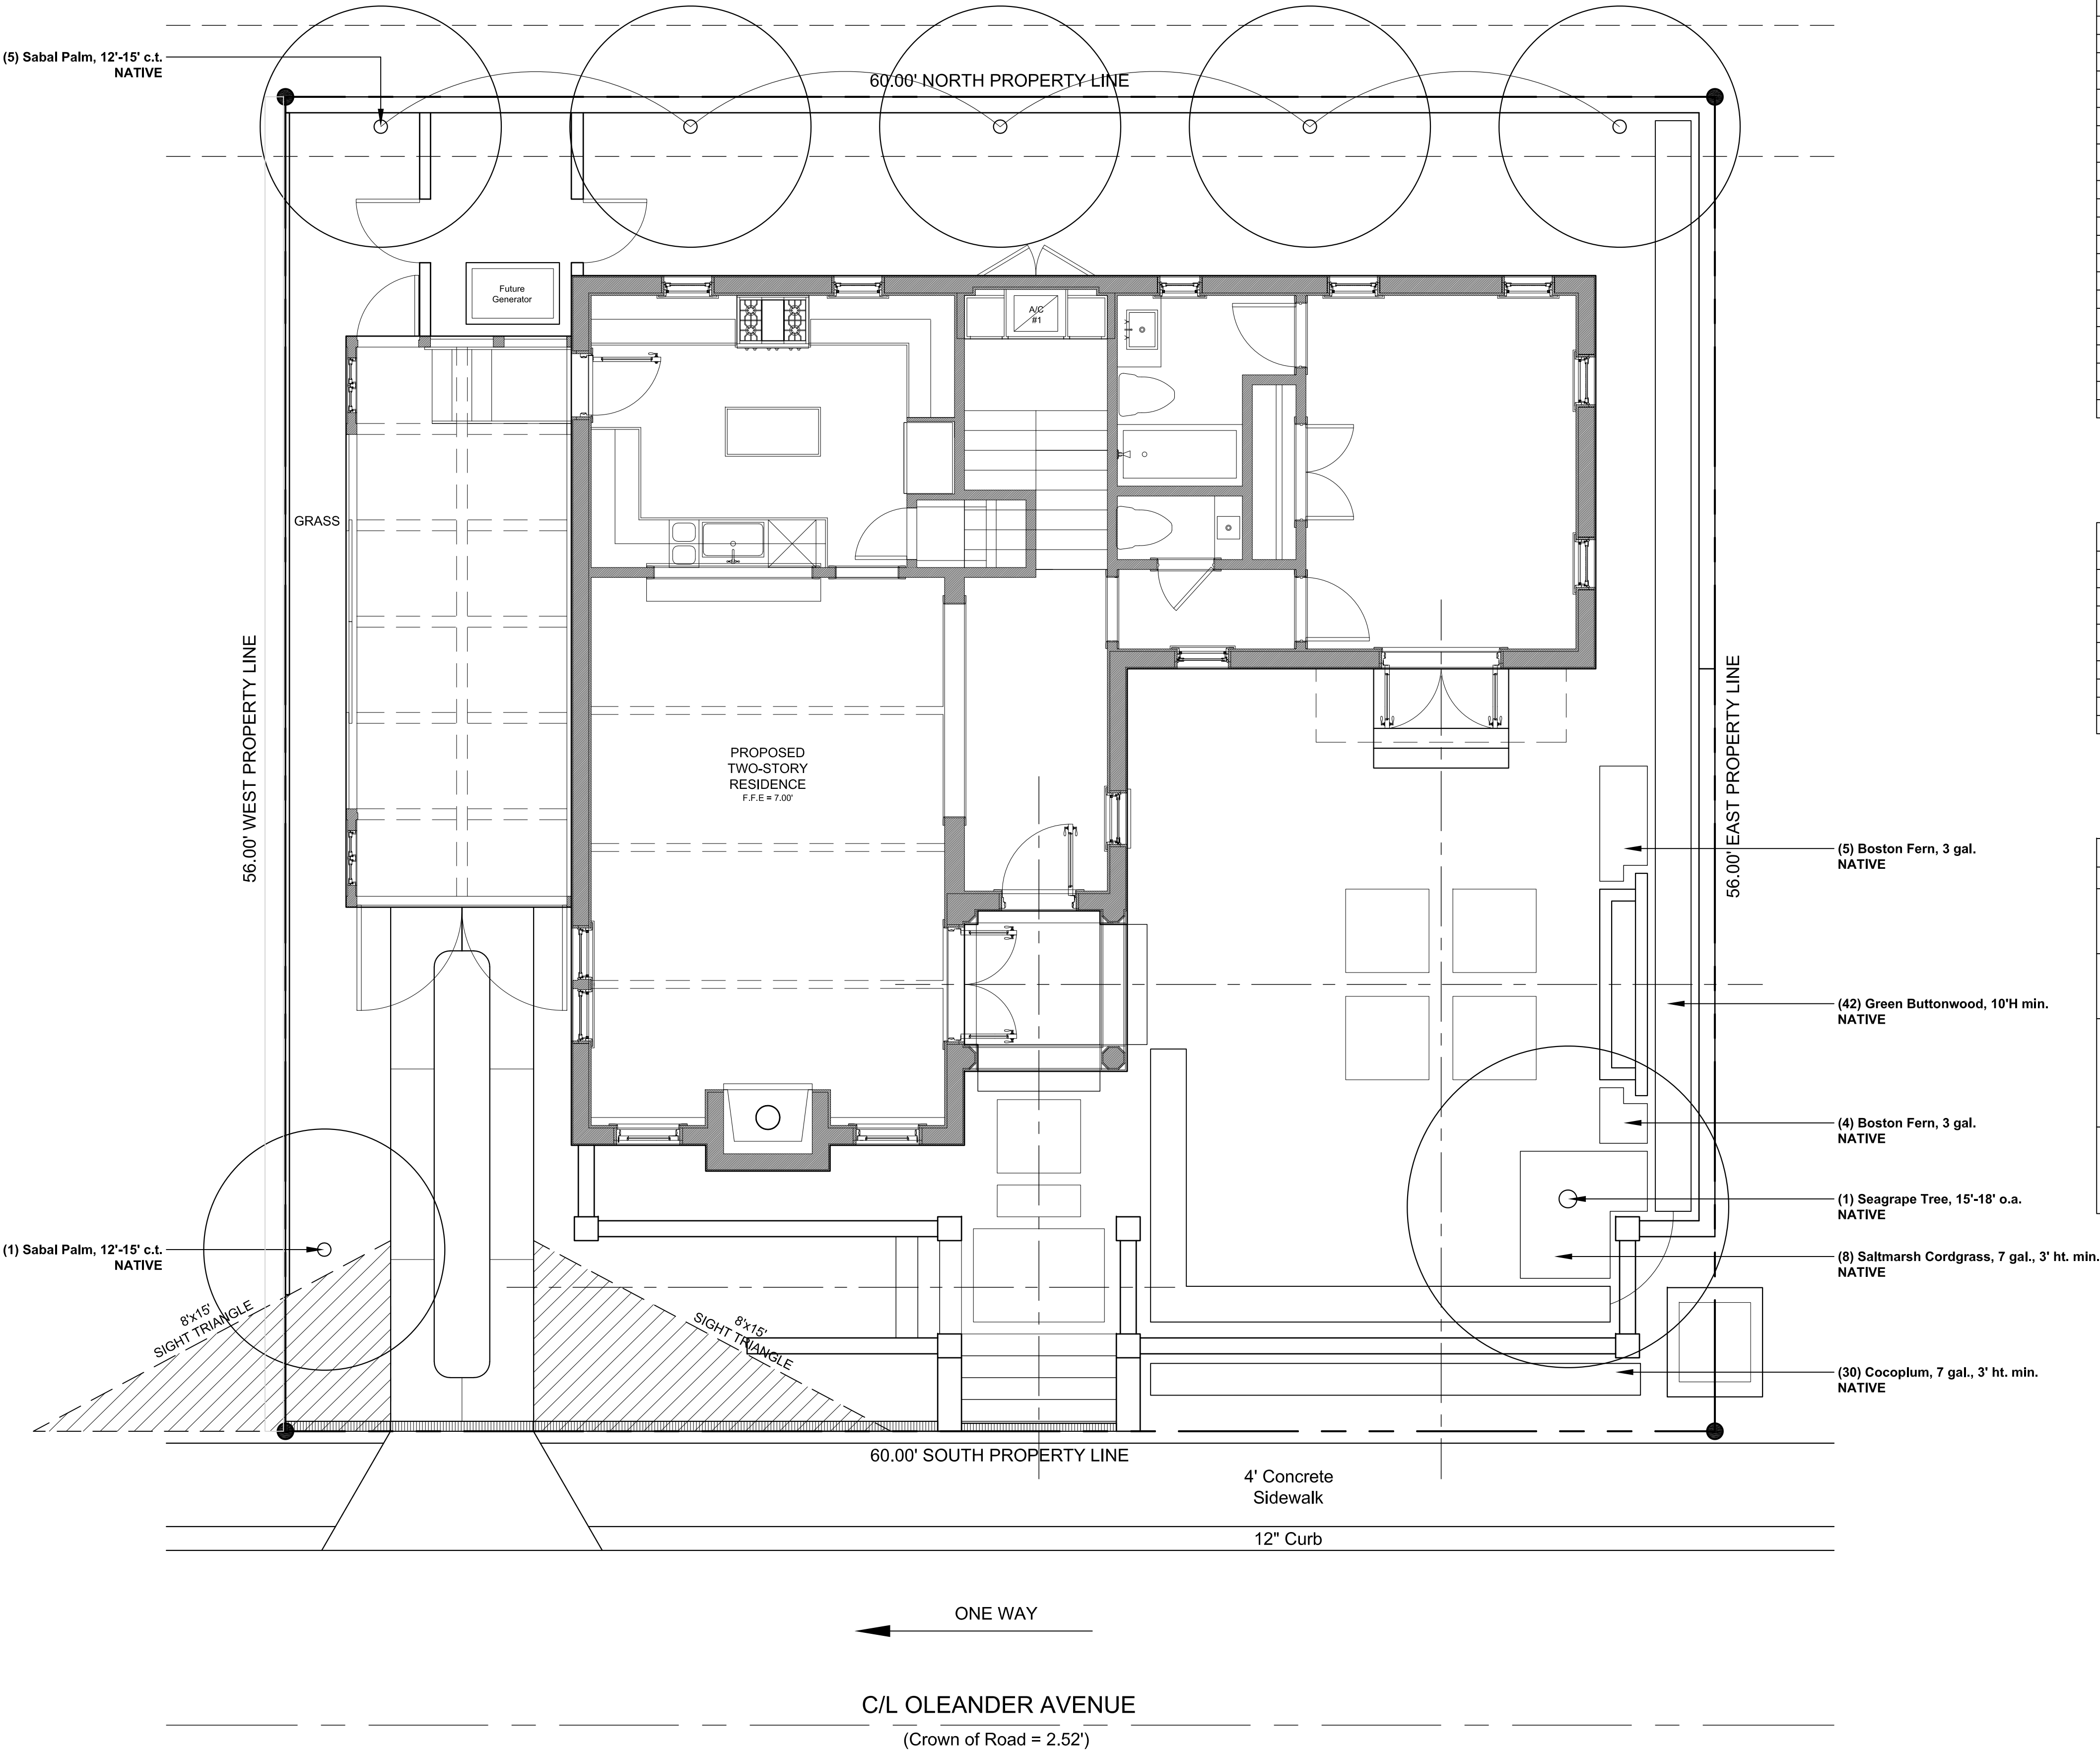 (5) Sabal Palm, 12'-15' c.t.
NATIVE
60.00' NORTH PROPERTY LINE
Future
Generator
A/C
#1
GRASS
56.00' WEST PROPERTY LINE
PROPOSED
TWO-STORY
RESIDENCE
F.F.E = 7.00'
56.00' EAST PROPERTY LINE
(5) Boston Fern, 3 gal.
NATIVE
(42) Green Buttonwood, 10'H min.
NATIVE
(4) Boston Fern, 3 gal.
NATIVE
(1) Seagrape Tree, 15'-18' o.a.
NATIVE
(1) Sabal Palm, 12'-15' c.t.
NATIVE
(8) Saltmarsh Cordgrass, 7 gal., 3' ht. min.
NATIVE
8'x15'
SIGHT TRIANGLE
8'x15'
SIGHT TRIANGLE
(30) Cocoplum, 7 gal., 3' ht. min.
NATIVE
60.00' SOUTH PROPERTY LINE
4' Concrete
Sidewalk
12" Curb
ONE WAY
C/L OLEANDER AVENUE
(Crown of Road = 2.52')